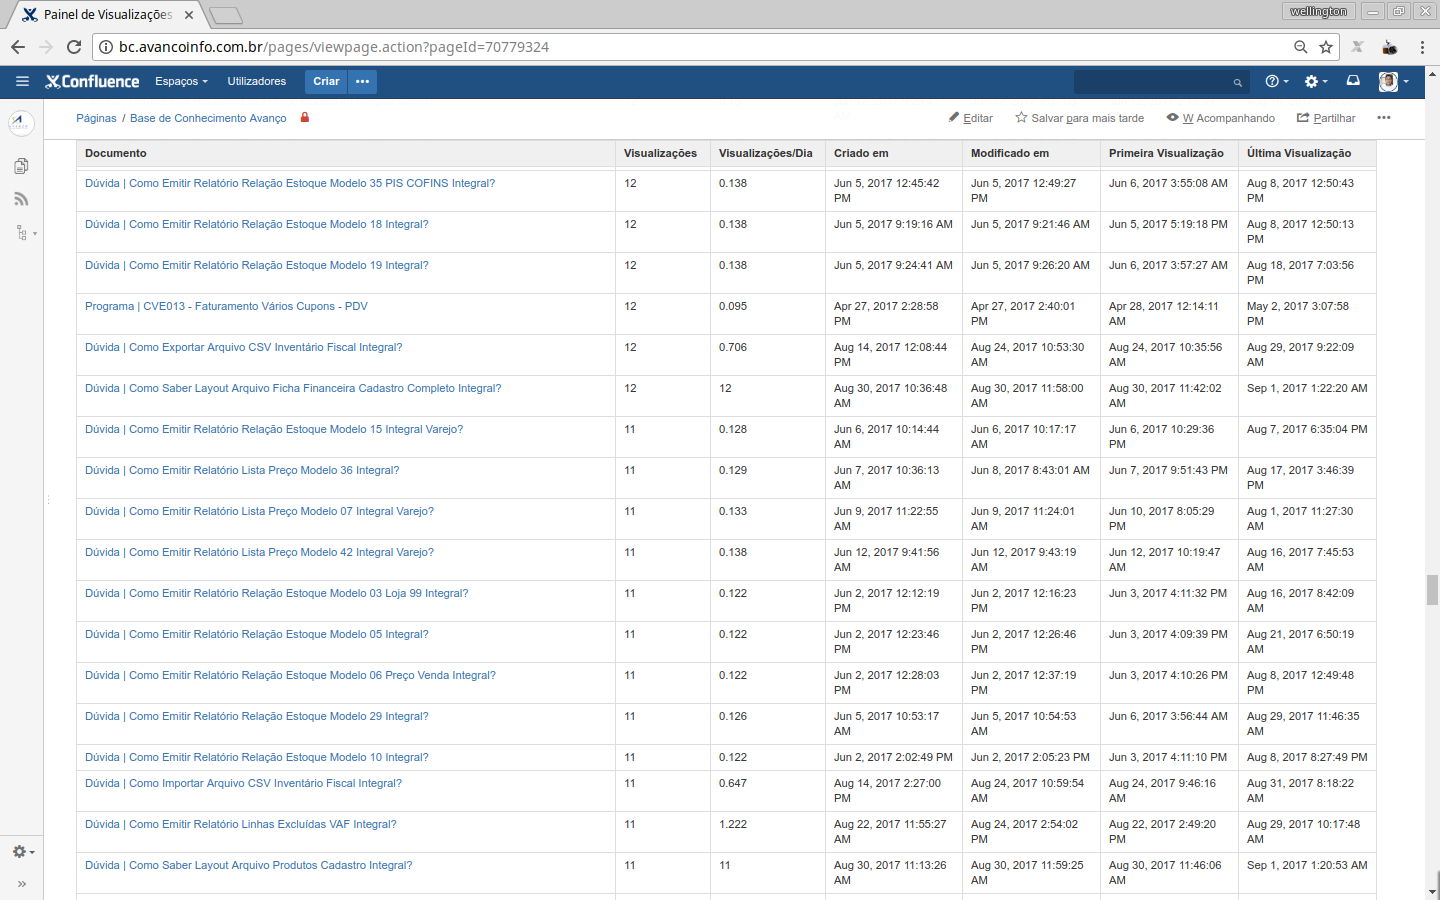 Painel de Visualizações
wellington
bc.avancoinfo.com.br/pages/viewpage.action?pageId=70779324
Confluence Espaços Utilizadores Criar •••
Páginas / Base de Conhecimento Avanço
Editar Salvar para mais tarde W Acompanhando Partilhar •••
Documento Visualizações Visualizações/Dia Criado em Modificado em Primeira Visualização Última Visualização
Dúvida | Como Emitir Relatório Relação Estoque Modelo 35 PIS COFINS Integral? 12 0.138 Jun 5, 2017 12:45:42 PM Jun 5, 2017 12:49:27 PM Jun 6, 2017 3:55:08 AM Aug 8, 2017 12:50:43 PM
Dúvida | Como Emitir Relatório Relação Estoque Modelo 18 Integral? 12 0.138 Jun 5, 2017 9:19:16 AM Jun 5, 2017 9:21:46 AM Jun 5, 2017 5:19:18 PM Aug 8, 2017 12:50:13 PM
Dúvida | Como Emitir Relatório Relação Estoque Modelo 19 Integral? 12 0.138 Jun 5, 2017 9:24:41 AM Jun 5, 2017 9:26:20 AM Jun 6, 2017 3:57:27 AM Aug 18, 2017 7:03:56 PM
Programa | CVE013 - Faturamento Vários Cupons - PDV 12 0.095 Apr 27, 2017 2:28:58 PM Apr 27, 2017 2:40:01 PM Apr 28, 2017 12:14:11 AM May 2, 2017 3:07:58 PM
Dúvida | Como Exportar Arquivo CSV Inventário Fiscal Integral? 12 0.706 Aug 14, 2017 12:08:44 PM Aug 24, 2017 10:53:30 AM Aug 24, 2017 10:35:56 AM Aug 29, 2017 9:22:09 AM
Dúvida | Como Saber Layout Arquivo Ficha Financeira Cadastro Completo Integral? 12 12 Aug 30, 2017 10:36:48 AM Aug 30, 2017 11:58:00 AM Aug 30, 2017 11:42:02 AM Sep 1, 2017 1:22:20 AM
Dúvida | Como Emitir Relatório Relação Estoque Modelo 15 Integral Varejo? 11 0.128 Jun 6, 2017 10:14:44 AM Jun 6, 2017 10:17:17 AM Jun 6, 2017 10:29:36 PM Aug 7, 2017 6:35:04 PM
Dúvida | Como Emitir Relatório Lista Preço Modelo 36 Integral? 11 0.129 Jun 7, 2017 10:36:13 AM Jun 8, 2017 8:43:01 AM Jun 7, 2017 9:51:43 PM Aug 17, 2017 3:46:39 PM
Dúvida | Como Emitir Relatório Lista Preço Modelo 07 Integral Varejo? 11 0.133 Jun 9, 2017 11:22:55 AM Jun 9, 2017 11:24:01 AM Jun 10, 2017 8:05:29 PM Aug 1, 2017 11:27:30 AM
Dúvida | Como Emitir Relatório Lista Preço Modelo 42 Integral Varejo? 11 0.138 Jun 12, 2017 9:41:56 AM Jun 12, 2017 9:43:19 AM Jun 12, 2017 10:19:47 AM Aug 16, 2017 7:45:53 AM
Dúvida | Como Emitir Relatório Relação Estoque Modelo 03 Loja 99 Integral? 11 0.122 Jun 2, 2017 12:12:19 PM Jun 2, 2017 12:16:23 PM Jun 3, 2017 4:11:32 PM Aug 16, 2017 8:42:09 AM
Dúvida | Como Emitir Relatório Relação Estoque Modelo 05 Integral? 11 0.122 Jun 2, 2017 12:23:46 PM Jun 2, 2017 12:26:46 PM Jun 3, 2017 4:09:39 PM Aug 21, 2017 6:50:19 AM
Dúvida | Como Emitir Relatório Relação Estoque Modelo 06 Preço Venda Integral? 11 0.122 Jun 2, 2017 12:28:03 PM Jun 2, 2017 12:37:19 PM Jun 3, 2017 4:10:26 PM Aug 8, 2017 12:49:48 PM
Dúvida | Como Emitir Relatório Relação Estoque Modelo 29 Integral? 11 0.126 Jun 5, 2017 10:53:17 AM Jun 5, 2017 10:54:53 AM Jun 6, 2017 3:56:44 AM Aug 29, 2017 11:46:35 AM
Dúvida | Como Emitir Relatório Relação Estoque Modelo 10 Integral? 11 0.122 Jun 2, 2017 2:02:49 PM Jun 2, 2017 2:05:23 PM Jun 3, 2017 4:11:10 PM Aug 8, 2017 8:27:49 PM
Dúvida | Como Importar Arquivo CSV Inventário Fiscal Integral? 11 0.647 Aug 14, 2017 2:27:00 PM Aug 24, 2017 10:59:54 AM Aug 24, 2017 9:46:16 AM Aug 31, 2017 8:18:22 AM
Dúvida | Como Emitir Relatório Linhas Excluídas VAF Integral? 11 1.222 Aug 22, 2017 11:55:27 AM Aug 24, 2017 2:54:02 PM Aug 22, 2017 2:49:20 PM Aug 29, 2017 10:17:48 AM
Dúvida | Como Saber Layout Arquivo Produtos Cadastro Integral? 11 11 Aug 30, 2017 11:13:26 AM Aug 30, 2017 11:59:25 AM Aug 30, 2017 11:46:06 AM Sep 1, 2017 1:20:53 AM